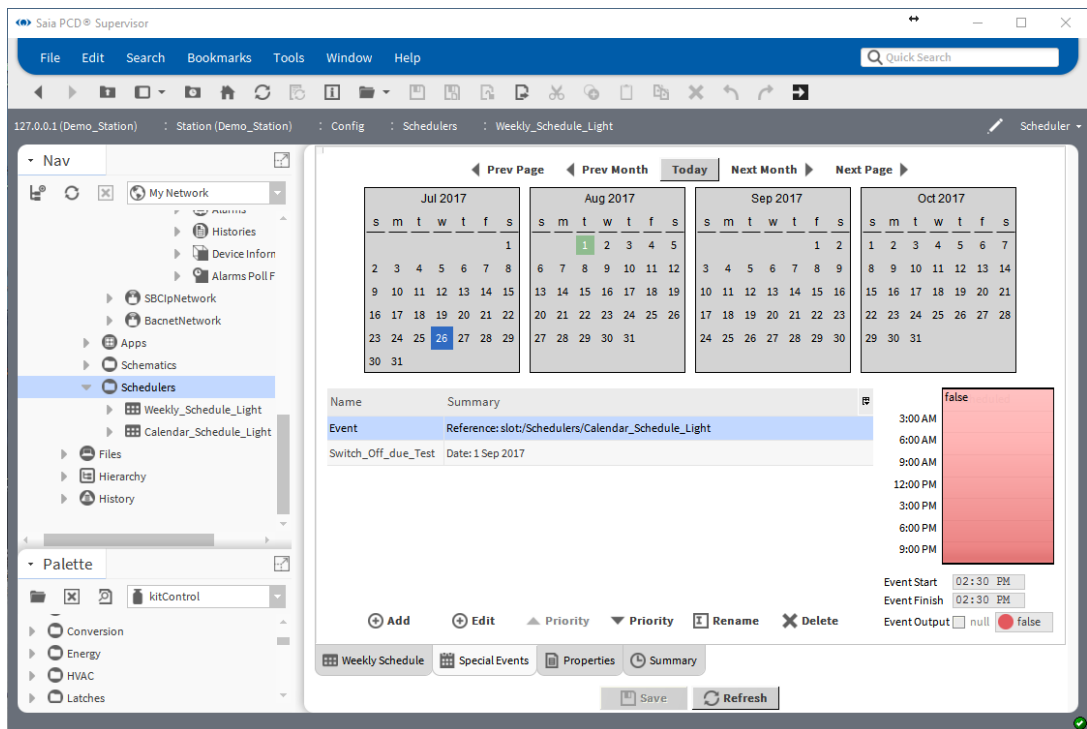 Saia PCD® Supervisor
File Edit Search Bookmarks Tools Window Help
Quick Search
127.0.0.1 (Demo_Station) : Station (Demo_Station) : Config : Schedulers : Weekly_Schedule_Light
Scheduler
Nav
My Network
Alarms
Histories
Device Inforn
Alarms Poll F
SBCIpNetwork
BacnetNetwork
Apps
Schematics
Schedulers
Weekly_Schedule_Light
Calendar_Schedule_Light
Files
Hierarchy
History
Palette
kitControl
Conversion
Energy
HVAC
Latches
Prev Page Prev Month Today Next Month Next Page
Jul 2017
s m t w t f s
1
2 3 4 5 6 7 8
9 10 11 12 13 14 15
16 17 18 19 20 21 22
23 24 25 26 27 28 29
30 31
Aug 2017
s m t w t f s
1 2 3 4 5
6 7 8 9 10 11 12
13 14 15 16 17 18 19
20 21 22 23 24 25 26
27 28 29 30 31
Sep 2017
s m t w t f s
1 2
3 4 5 6 7 8 9
10 11 12 13 14 15 16
17 18 19 20 21 22 23
24 25 26 27 28 29 30
Oct 2017
s m t w t f s
1 2 3 4 5 6 7
8 9 10 11 12 13 14
15 16 17 18 19 20 21
22 23 24 25 26 27 28
29 30 31
Name Summary
Event Reference: slot:/Schedulers/Calendar_Schedule_Light
Switch_Off_due_Test Date: 1 Sep 2017
false
3:00 AM
6:00 AM
9:00 AM
12:00 PM
3:00 PM
6:00 PM
9:00 PM
Event Start 02:30 PM
Event Finish 02:30 PM
Event Output null false
Add Edit Priority Priority Rename Delete
Weekly Schedule Special Events Properties Summary
Save Refresh